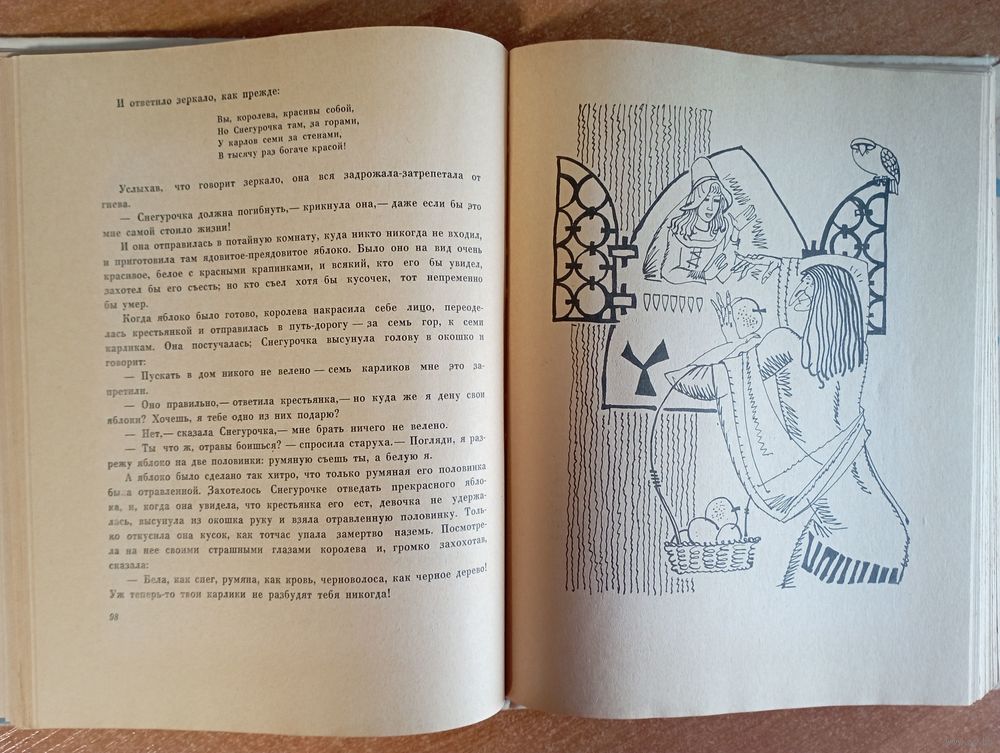 И ответило зеркало, как прежде:
Вы, королева, красивы собой,
Но Снегурочка там, за горами,
У карлов семи за стенами,
В тысячу раз богаче красой!
Услыхав, что говорит зеркало, она вся задрожала-затрепетала от
гнева.
— Снегурочка должна погибнуть,— крикнула она,— даже если бы это
мне самой стоило жизни!
И она отправилась в потайную комнату, куда никто никогда не входил,
и приготовила там ядовитое-преядовитое яблоко. Было оно на вид очень
красивое, белое с красными крапинками, и всякий, кто его бы увидел,
захотел бы его съесть; но кто съел хотя бы кусочек, тот непременно
бы умер.
Когда яблоко было готово, королева накрасила себе лицо, переоде-
лась крестьянкой и отправилась в путь-дорогу — за семь гор, к семи
карликам. Она постучалась; Снегурочка высунула голову в окошко и
говорит:
— Пускать в дом никого не велено — семь карликов мне это за-
претили.
— Оно правильно,— ответила крестьянка,— но куда же я дену свои
яблоки? Хочешь, я тебе одно из них подарю?
— Нет,— сказала Снегурочка,— мне брать ничего не велено.
— Ты что ж, отравы боишься? — спросила старуха.— Погляди, я раз-
режу яблоко на две половинки: румяную съешь ты, а белую я.
А яблоко было сделано так хитро, что только румяная его половинка
была отравленной. Захотелось Снегурочке отведать прекрасного ябло-
ка, и, когда она увидела, что крестьянка его ест, девочка не удержа-
лась, высунула из окошка руку и взяла отравленную половинку. Толь-
ко откусила она кусок, как тотчас упала замертво наземь. Посмотре-
ла на нее своими страшными глазами королева и, громко захохотав,
сказала:
— Бела, как снег, румяна, как кровь, черноволоса, как черное дерево!
Уж теперь-то твои карлики не разбудят тебя никогда!
98